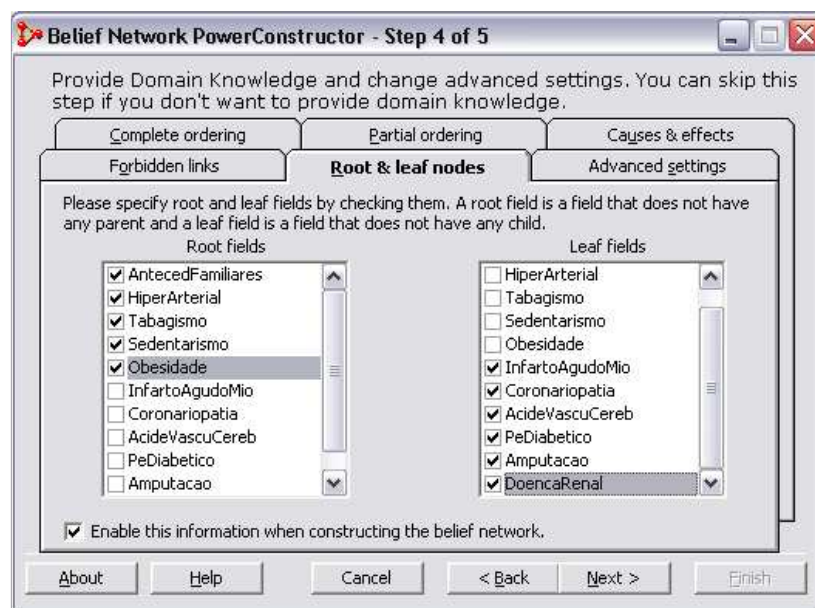 Belief Network PowerConstructor - Step 4 of 5
Provide Domain Knowledge and change advanced settings. You can skip this
step if you don't want to provide domain knowledge.
Complete ordering
Partial ordering
Causes & effects
Forbidden links
Root & leaf nodes
Advanced settings
Please specify root and leaf fields by checking them. A root field is a field that does not have
any parent and a leaf field is a field that does not have any child.
Root fields
AntecedFamiliares
HiperArterial
Tabagismo
Sedentarismo
Obesidade
InfartoAgudoMio
Coronariopatia
AcideVascuCereb
PeDiabetico
Amputacao
Leaf fields
HiperArterial
Tabagismo
Sedentarismo
Obesidade
InfartoAgudoMio
Coronariopatia
AcideVascuCereb
PeDiabetico
Amputacao
DoencaRenal
Enable this information when constructing the belief network.
About
Help
Cancel
< Back
Next >
Finish